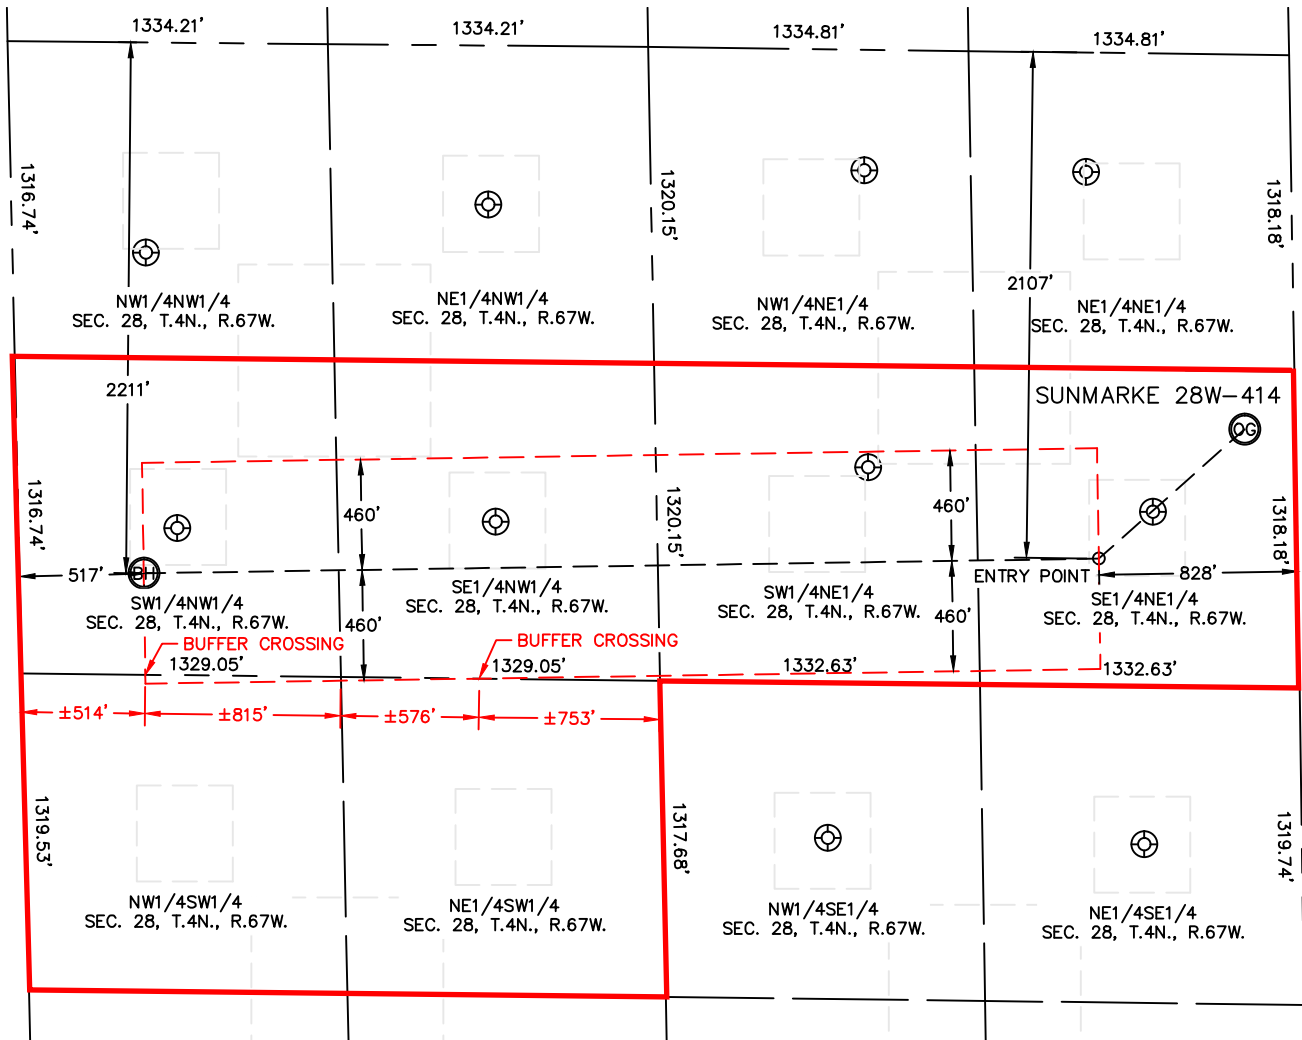 1334.21'
1334.21'
1334.81'
1334.81'
1316.74'
1320.15'
1318.18'
2107'
NW1/4NW1/4
SEC. 28, T.4N., R.67W.
NE1/4NW1/4
SEC. 28, T.4N., R.67W.
NW1/4NE1/4
SEC. 28, T.4N., R.67W.
NE1/4NE1/4
SEC. 28, T.4N., R.67W.
2211'
SUNMARKE 28W-414
OG
1316.74'
460'
1320.15'
460'
1318.18'
517'
BH
ENTRY POINT
828'
SW1/4NW1/4
SEC. 28, T.4N., R.67W.
SE1/4NW1/4
SEC. 28, T.4N., R.67W.
SW1/4NE1/4
SEC. 28, T.4N., R.67W.
SE1/4NE1/4
SEC. 28, T.4N., R.67W.
460'
460'
BUFFER CROSSING
BUFFER CROSSING
1329.05'
1329.05'
1332.63'
1332.63'
±514'
±815'
±576'
±753'
1319.53'
1317.68'
1319.74'
NW1/4SW1/4
SEC. 28, T.4N., R.67W.
NE1/4SW1/4
SEC. 28, T.4N., R.67W.
NW1/4SE1/4
SEC. 28, T.4N., R.67W.
NE1/4SE1/4
SEC. 28, T.4N., R.67W.